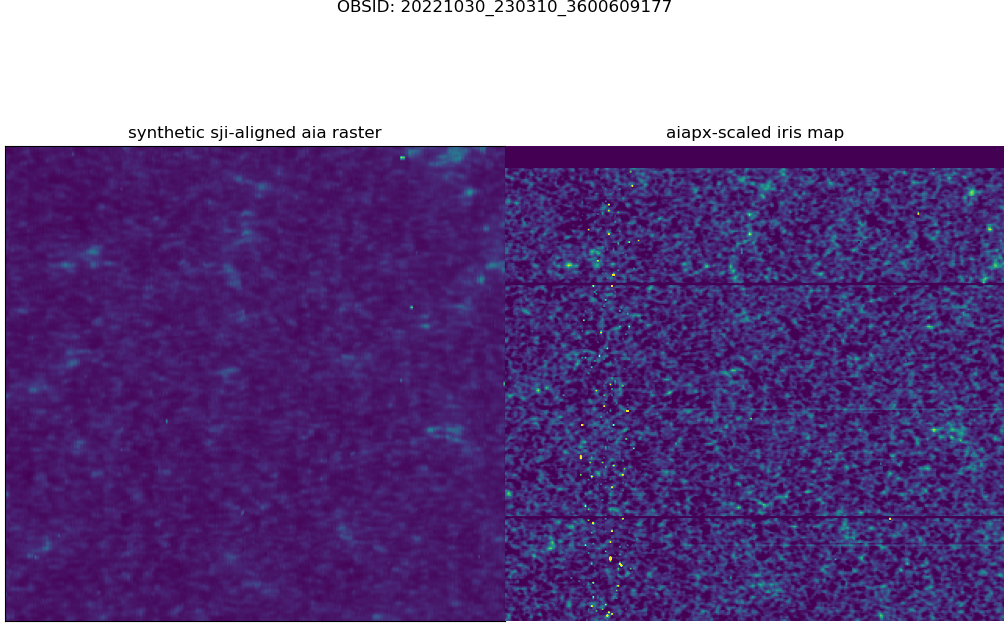 OBSID: 20221030_230310_3600609177
synthetic sji-aligned aia raster
aiapx-scaled iris map